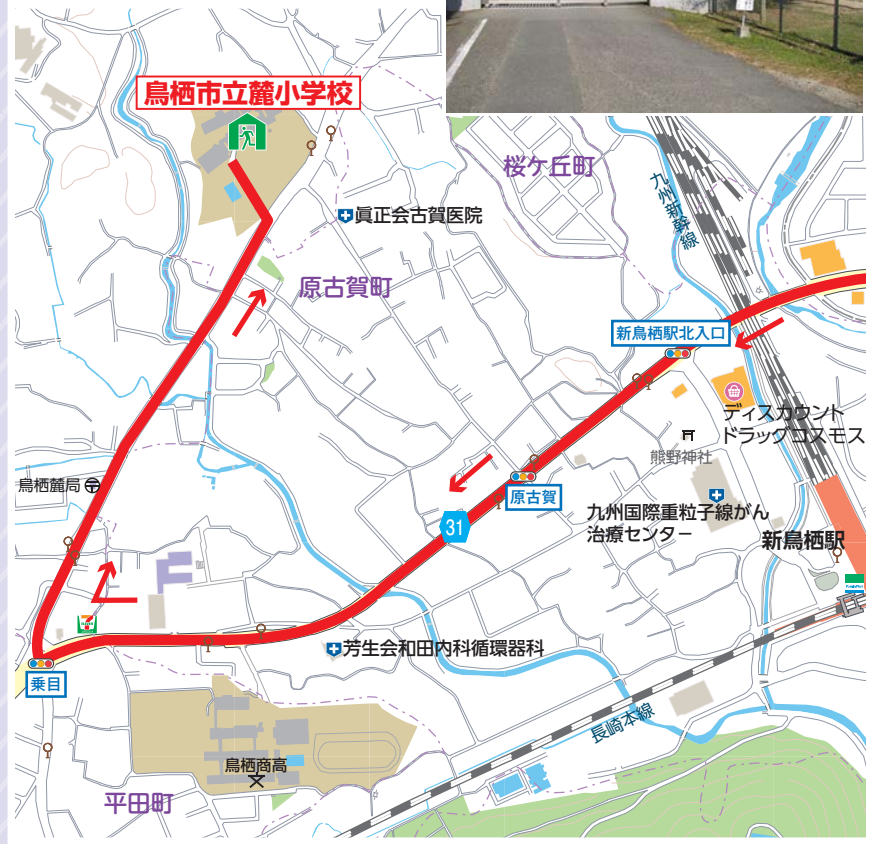 鳥栖市立麓小学校
桜ケ丘町
九州新幹線
眞正会古賀医院
原古賀町
新鳥栖駅北入口
ディスカウント
ドラッグコスモス
熊野神社
鳥栖麓局
原古賀
九州国際重粒子線がん
治療センター
31
新鳥栖駅
FamilyMart
芳生会和田内科循環器科
乗目
長崎本線
鳥栖商高
平田町